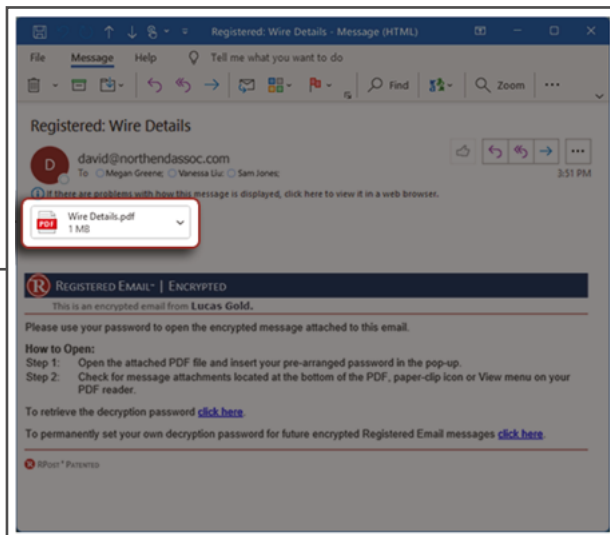 Registered: Wire Details - Message (HTML)
File Message Help Tell me what you want to do
Find Zoom
Registered: Wire Details
D david@northendassoc.com
To Megan Greene; Vanessa Liu; Sam Jones;
3:51 PM
If there are problems with how this message is displayed, click here to view it in a web browser.
PDF Wire Details.pdf
1 MB
R REGISTERED EMAIL™ | ENCRYPTED
This is an encrypted email from Lucas Gold.
Please use your password to open the encrypted message attached to this email.
How to Open:
Step 1: Open the attached PDF file and insert your pre-arranged password in the pop-up.
Step 2: Check for message attachments located at the bottom of the PDF, paper-clip icon or View menu on your
PDF reader.
To retrieve the decryption password click here.
To permanently set your own decryption password for future encrypted Registered Email messages click here.
RPOST® PATENTED